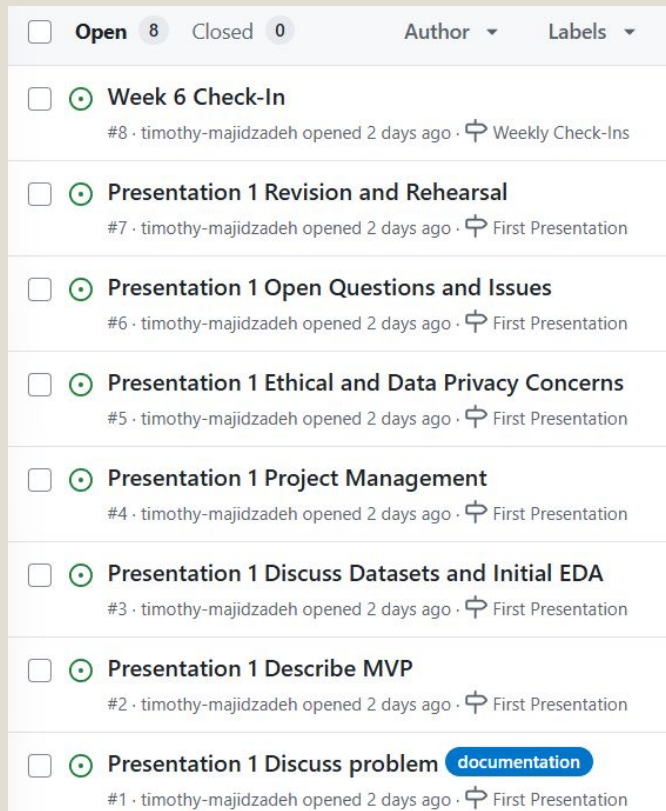 Open 8 Closed 0 Author Labels
Week 6 Check-In
#8 · timothy-majidzadeh opened 2 days ago · Weekly Check-Ins
Presentation 1 Revision and Rehearsal
#7 · timothy-majidzadeh opened 2 days ago · First Presentation
Presentation 1 Open Questions and Issues
#6 · timothy-majidzadeh opened 2 days ago · First Presentation
Presentation 1 Ethical and Data Privacy Concerns
#5 · timothy-majidzadeh opened 2 days ago · First Presentation
Presentation 1 Project Management
#4 · timothy-majidzadeh opened 2 days ago · First Presentation
Presentation 1 Discuss Datasets and Initial EDA
#3 · timothy-majidzadeh opened 2 days ago · First Presentation
Presentation 1 Describe MVP
#2 · timothy-majidzadeh opened 2 days ago · First Presentation
Presentation 1 Discuss problem documentation
#1 · timothy-majidzadeh opened 2 days ago · First Presentation